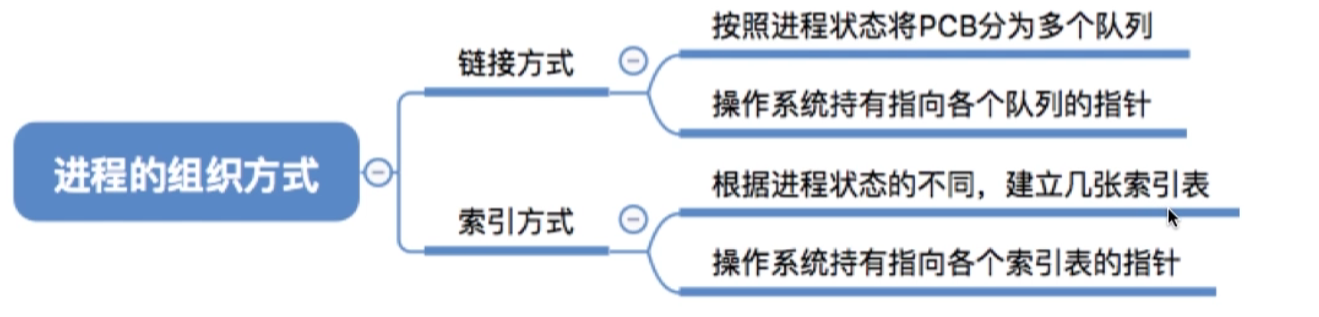 进程的组织方式
链接方式
按照进程状态将PCB分为多个队列
操作系统持有指向各个队列的指针
索引方式
根据进程状态的不同，建立几张索引表
操作系统持有指向各个索引表的指针